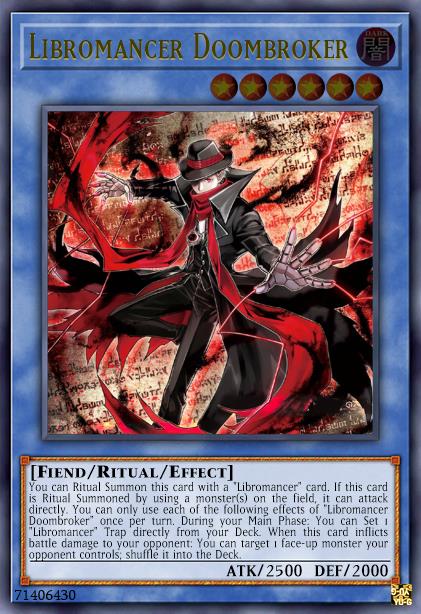 Libromancer Doombroker
DARK
闇
[Fiend/Ritual/Effect]
You can Ritual Summon this card with a "Libromancer" card. If this card
is Ritual Summoned by using a monster(s) on the field, it can attack
directly. You can only use each of the following effects of "Libromancer
Doombroker" once per turn. During your Main Phase: You can Set 1
"Libromancer" Trap directly from your Deck. When this card inflicts
battle damage to your opponent: You can target 1 face-up monster your
opponent controls; shuffle it into the Deck.
ATK/2500 DEF/2000
71406430